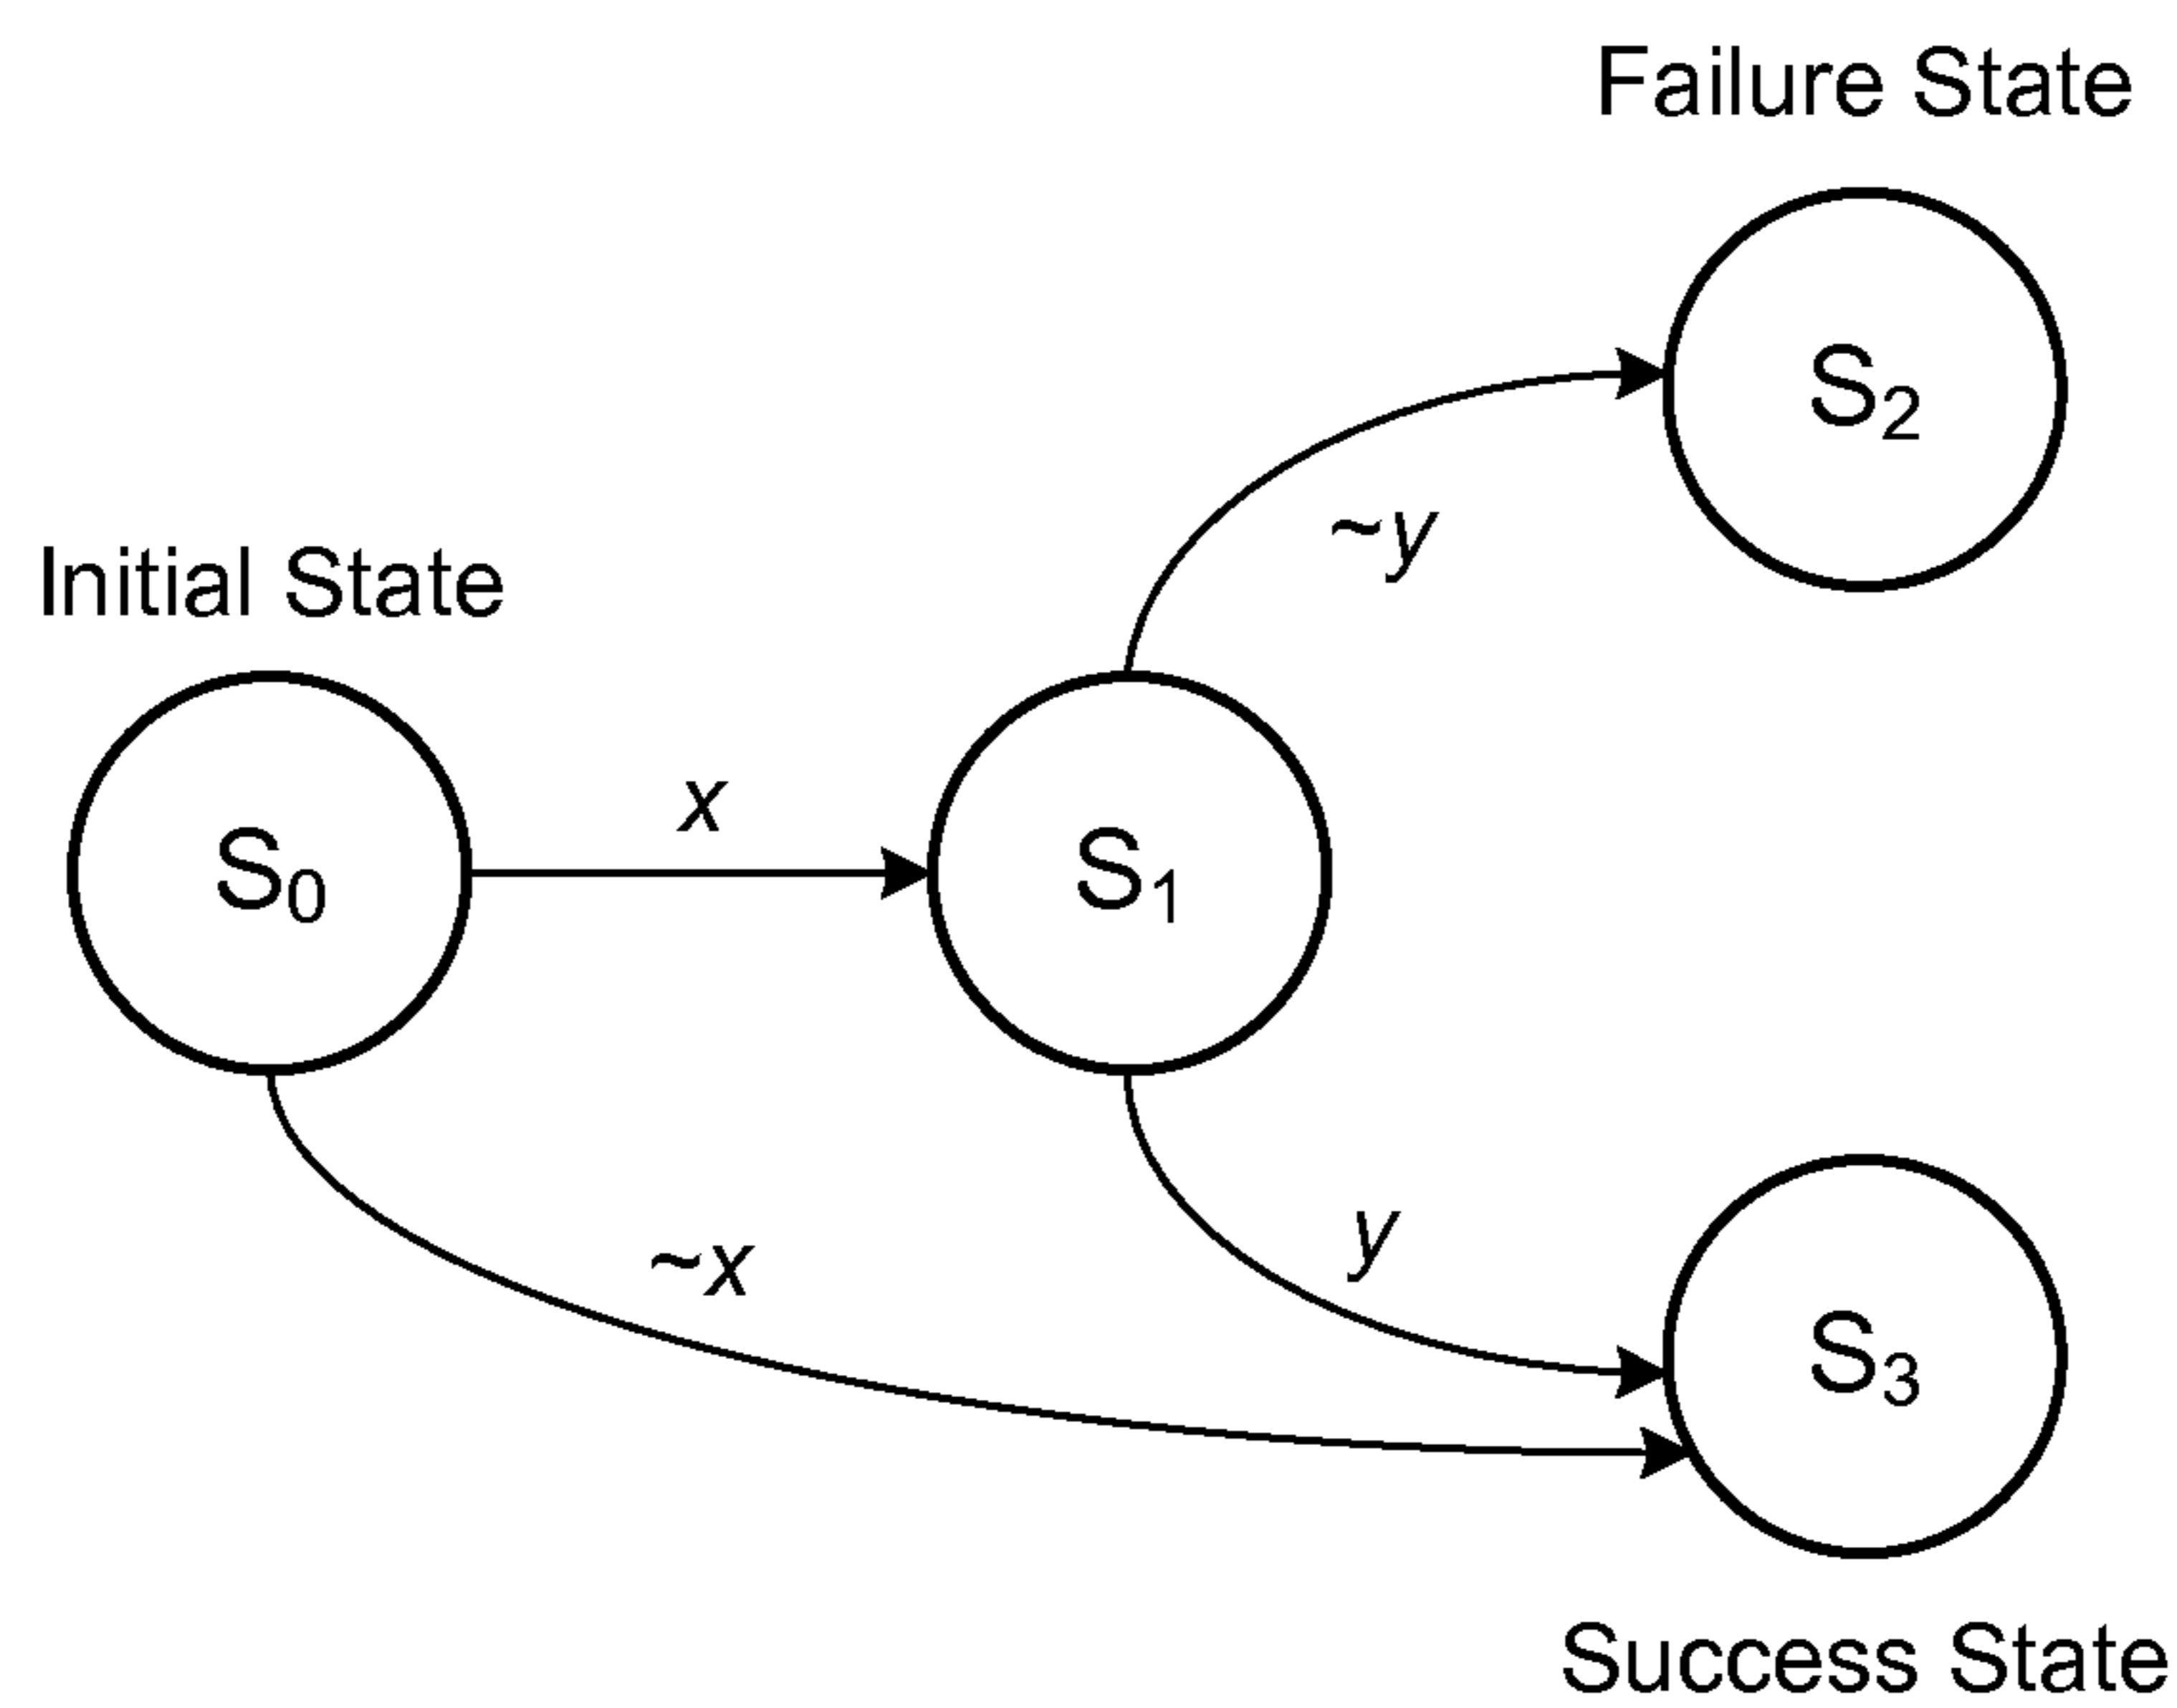 Failure State
S2
~y
Initial State
x
S0
S1
y
~x
S3
Success State